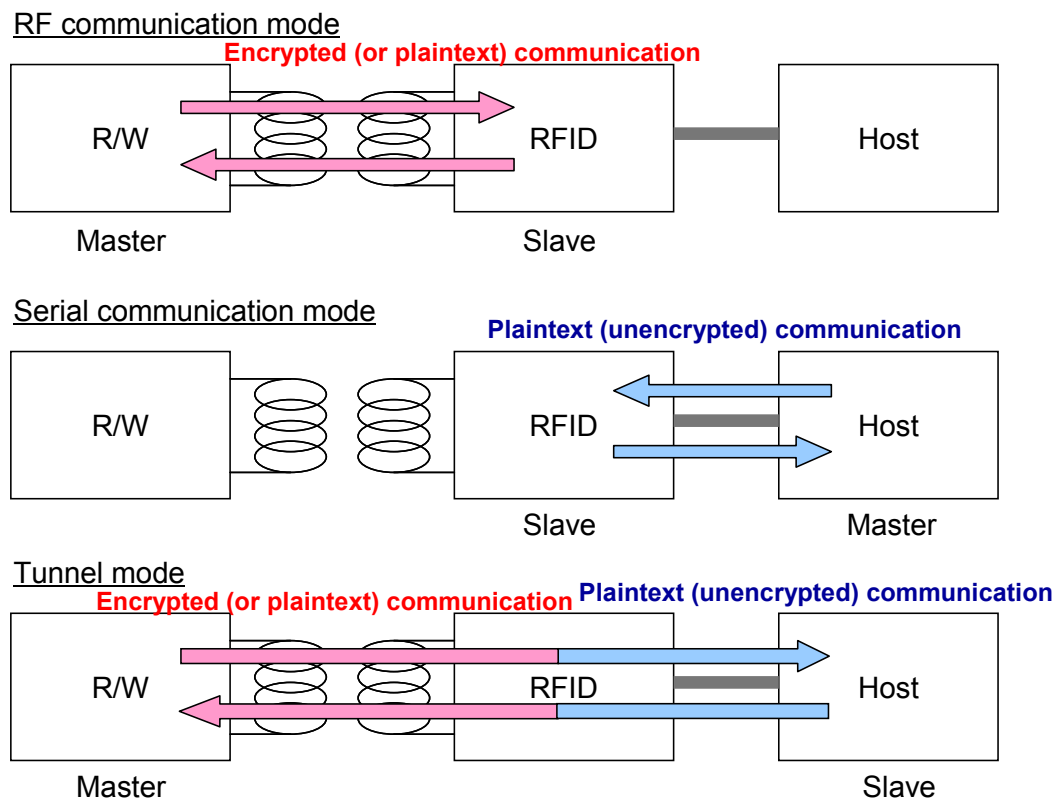 RF communication mode
Encrypted (or plaintext) communication
R/W RFID Host
Master Slave
Serial communication mode
Plaintext (unencrypted) communication
R/W RFID Host
Slave Master
Tunnel mode
Encrypted (or plaintext) communication Plaintext (unencrypted) communication
R/W RFID Host
Master Slave